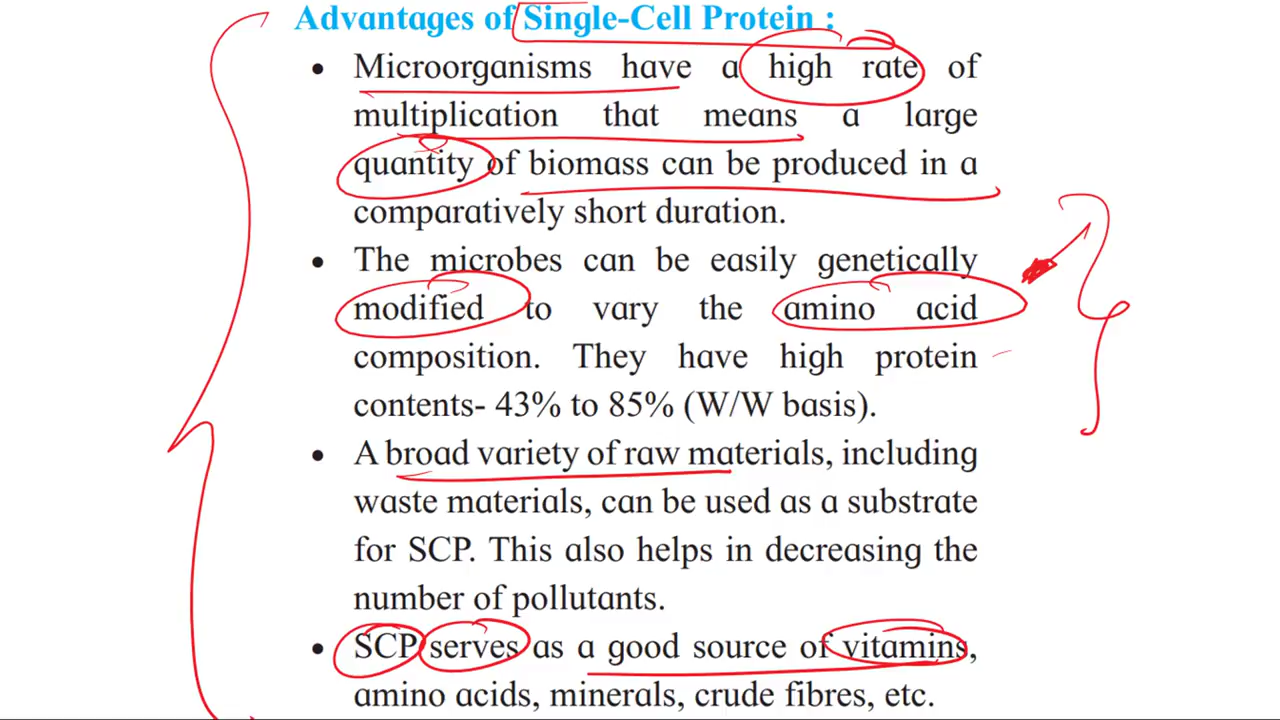 Advantages of Single-Cell Protein :
• Microorganisms have a high rate of
multiplication that means a large
quantity of biomass can be produced in a
comparatively short duration.
• The microbes can be easily genetically
modified to vary the amino acid
composition. They have high protein
contents- 43% to 85% (W/W basis).
• A broad variety of raw materials, including
waste materials, can be used as a substrate
for SCP. This also helps in decreasing the
number of pollutants.
• SCP serves as a good source of vitamins,
amino acids, minerals, crude fibres, etc.